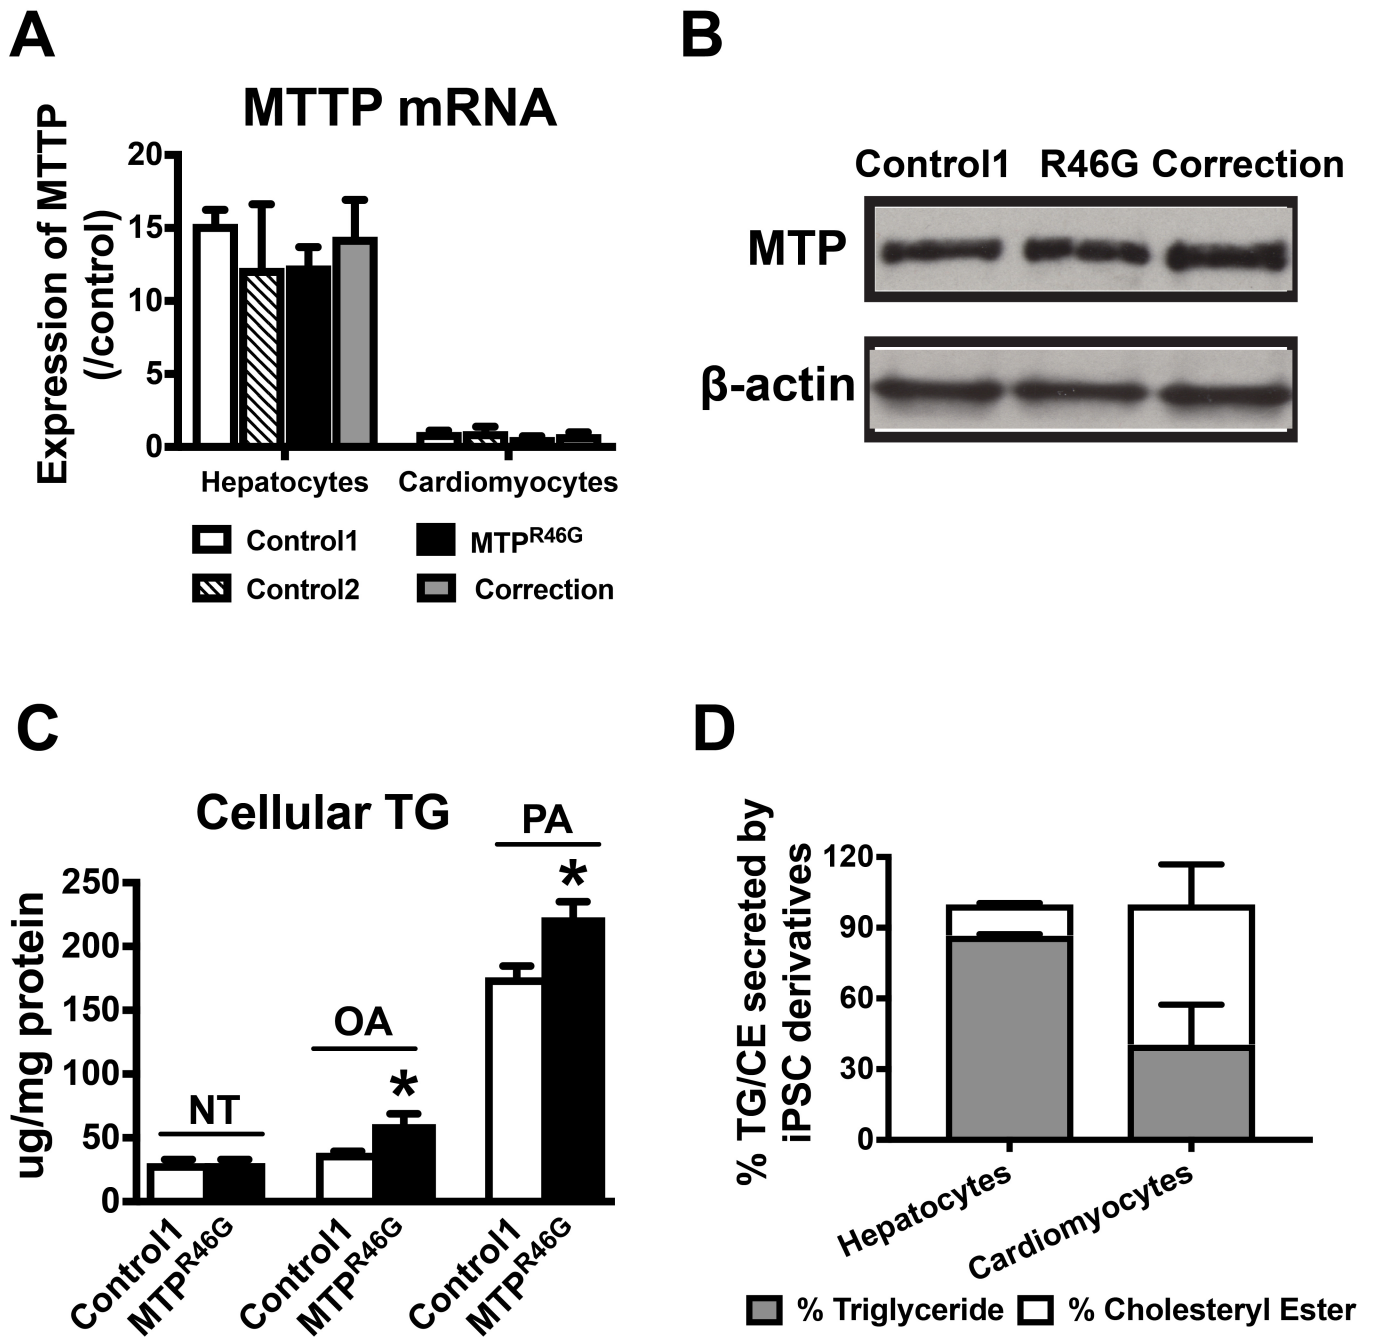 A
MTTP mRNA
Expression of MTTP
(/control)
20
15
10
5
0
Hepatocytes
Cardiomyocytes
Control1
MTPR46G
Control2
Correction
B
Control1 R46G Correction
MTP
β-actin
C
Cellular TG
ug/mg protein
250
200
150
100
50
0
NT
OA
*
PA
*
Control1
MTPR46G
Control1
MTPR46G
Control1
MTPR46G
D
% TG/CE secreted by
iPSC derivatives
120
90
60
30
0
Hepatocytes
Cardiomyocytes
% Triglyceride
% Cholesteryl Ester